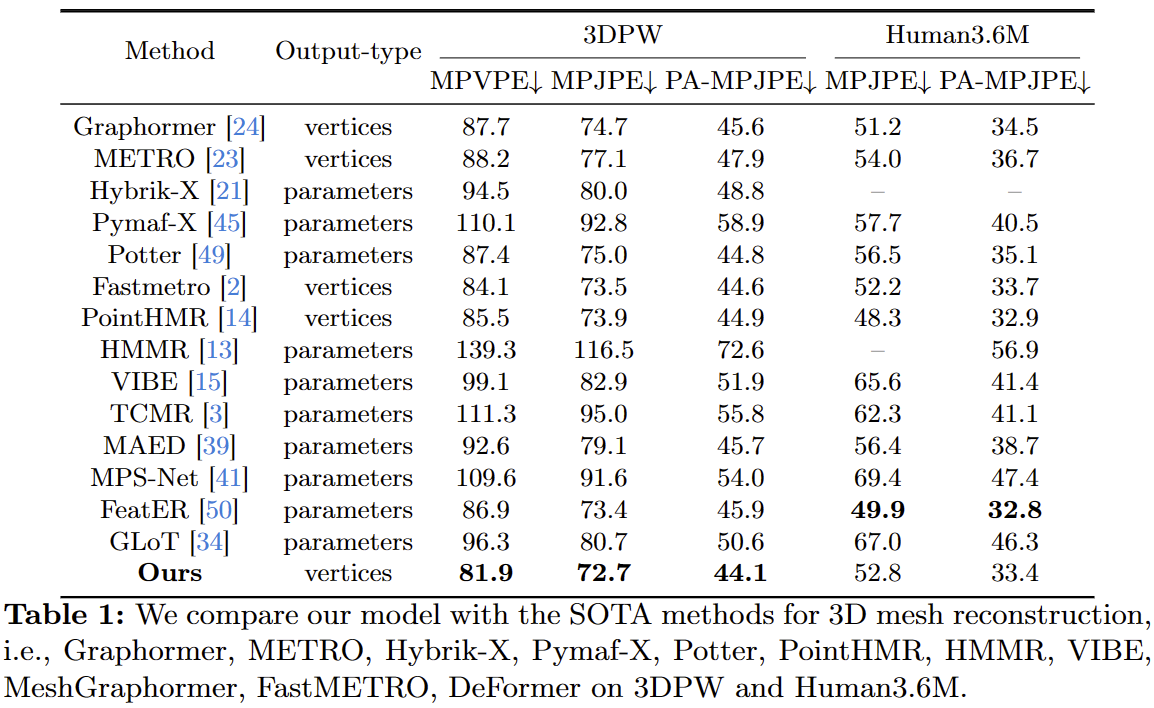 Method Output-type 3DPW Human3.6M
MPVPE↓ MPJPE↓ PA-MPJPE↓ MPJPE↓ PA-MPJPE↓
Graphormer [24] vertices 87.7 74.7 45.6 51.2 34.5
METRO [23] vertices 88.2 77.1 47.9 54.0 36.7
Hybrik-X [21] parameters 94.5 80.0 48.8 – –
Pymaf-X [45] parameters 110.1 92.8 58.9 57.7 40.5
Potter [49] parameters 87.4 75.0 44.8 56.5 35.1
Fastmetro [2] vertices 84.1 73.5 44.6 52.2 33.7
PointHMR [14] vertices 85.5 73.9 44.9 48.3 32.9
HMMR [13] parameters 139.3 116.5 72.6 – 56.9
VIBE [15] parameters 99.1 82.9 51.9 65.6 41.4
TCMR [3] parameters 111.3 95.0 55.8 62.3 41.1
MAED [39] parameters 92.6 79.1 45.7 56.4 38.7
MPS-Net [41] parameters 109.6 91.6 54.0 69.4 47.4
FeatER [50] parameters 86.9 73.4 45.9 49.9 32.8
GLoT [34] parameters 96.3 80.7 50.6 67.0 46.3
Ours vertices 81.9 72.7 44.1 52.8 33.4
Table 1: We compare our model with the SOTA methods for 3D mesh reconstruction,
i.e., Graphormer, METRO, Hybrik-X, Pymaf-X, Potter, PointHMR, HMMR, VIBE,
MeshGraphormer, FastMETRO, DeFormer on 3DPW and Human3.6M.